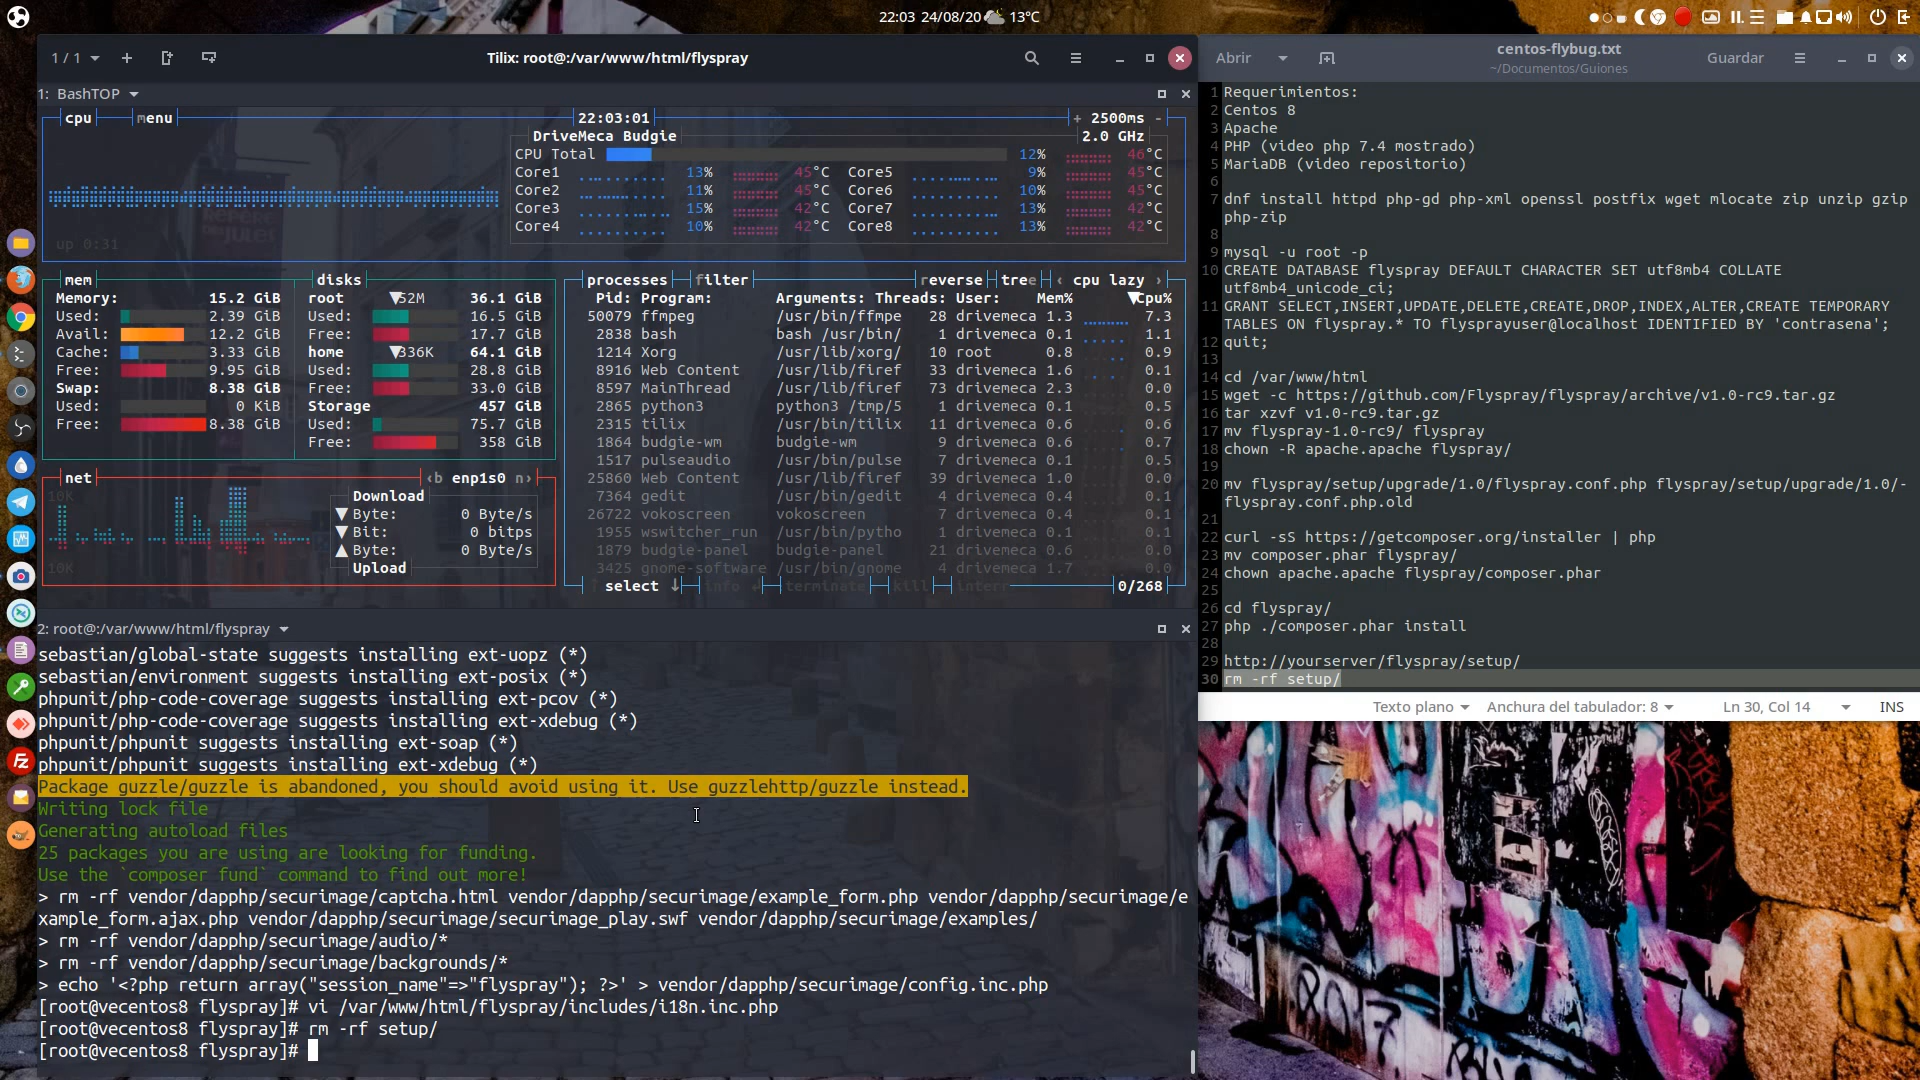 22:03 24/08/20 13°C
1 / 1
Tilix: root@:/var/www/html/flyspray
1: BashTOP
cpu menu 22:03:01 + 2500ms -
DriveMeca Budgie 2.0 GHz
CPU Total 12% 46°C
Core1 13% 45°C Core5 9% 45°C
Core2 11% 45°C Core6 10% 45°C
Core3 15% 42°C Core7 13% 42°C
Core4 10% 42°C Core8 13% 42°C
up 0:31
mem disks
Memory: 15.2 GiB root ▼52M 36.1 GiB
Used: 2.39 GiB Used: 16.5 GiB
Avail: 12.2 GiB Free: 17.7 GiB
Cache: 3.33 GiB home ▼336K 64.1 GiB
Free: 9.95 GiB Used: 28.8 GiB
Swap: 8.38 GiB Free: 33.0 GiB
Used: 0 KiB Storage 457 GiB
Free: 8.38 GiB Used: 75.7 GiB
Free: 358 GiB
net ‹b enp1s0 n›
10K
Download
▼ Byte: 0 Byte/s
▼ Bit: 0 bitps
▲ Byte: 0 Byte/s
Upload
10K
processes filter reverse tree ‹ cpu lazy ›
Pid: Program: Arguments: Threads: User: Mem% ▼Cpu%
50079 ffmpeg /usr/bin/ffmpe 28 drivemeca 1.3 7.3
2838 bash bash /usr/bin/ 1 drivemeca 0.1 1.1
1214 Xorg /usr/lib/xorg/ 10 root 0.8 0.9
8916 Web Content /usr/lib/firef 33 drivemeca 1.6 0.1
8597 MainThread /usr/lib/firef 73 drivemeca 2.3 0.0
2865 python3 python3 /tmp/5 1 drivemeca 0.1 0.5
2315 tilix /usr/bin/tilix 11 drivemeca 0.6 0.6
1864 budgie-wm budgie-wm 9 drivemeca 0.6 0.7
1517 pulseaudio /usr/bin/pulse 7 drivemeca 0.1 0.5
25860 Web Content /usr/lib/firef 39 drivemeca 1.0 0.0
7364 gedit /usr/bin/gedit 4 drivemeca 0.4 0.1
26722 vokoscreen vokoscreen 7 drivemeca 0.4 0.1
1955 wswitcher_run /usr/bin/pytho 1 drivemeca 0.1 0.1
1879 budgie-panel budgie-panel 21 drivemeca 0.6 0.0
3425 gnome-software /usr/bin/gnome 4 drivemeca 1.7 0.0
↑ select ↓ info ↲ terminate kill interr 0/268
2: root@:/var/www/html/flyspray
sebastian/global-state suggests installing ext-uopz (*)
sebastian/environment suggests installing ext-posix (*)
phpunit/php-code-coverage suggests installing ext-pcov (*)
phpunit/php-code-coverage suggests installing ext-xdebug (*)
phpunit/phpunit suggests installing ext-soap (*)
phpunit/phpunit suggests installing ext-xdebug (*)
Package guzzle/guzzle is abandoned, you should avoid using it. Use guzzlehttp/guzzle instead.
Writing lock file
Generating autoload files
25 packages you are using are looking for funding.
Use the `composer fund` command to find out more!
> rm -rf vendor/dapphp/securimage/captcha.html vendor/dapphp/securimage/example_form.php vendor/dapphp/securimage/e
xample_form.ajax.php vendor/dapphp/securimage/securimage_play.swf vendor/dapphp/securimage/examples/
> rm -rf vendor/dapphp/securimage/audio/*
> rm -rf vendor/dapphp/securimage/backgrounds/*
> echo '<?php return array("session_name"=>"flyspray"); ?>' > vendor/dapphp/securimage/config.inc.php
[root@vecentos8 flyspray]# vi /var/www/html/flyspray/includes/i18n.inc.php
[root@vecentos8 flyspray]# rm -rf setup/
[root@vecentos8 flyspray]#
Abrir
centos-flybug.txt
~/Documentos/Guiones
Guardar
1 Requerimientos:
2 Centos 8
3 Apache
4 PHP (video php 7.4 mostrado)
5 MariaDB (video repositorio)
6
7 dnf install httpd php-gd php-xml openssl postfix wget mlocate zip unzip gzip
php-zip
8
9 mysql -u root -p
10 CREATE DATABASE flyspray DEFAULT CHARACTER SET utf8mb4 COLLATE
utf8mb4_unicode_ci;
11 GRANT SELECT,INSERT,UPDATE,DELETE,CREATE,DROP,INDEX,ALTER,CREATE TEMPORARY
TABLES ON flyspray.* TO flysprayuser@localhost IDENTIFIED BY 'contrasena';
12 quit;
13
14 cd /var/www/html
15 wget -c https://github.com/Flyspray/flyspray/archive/v1.0-rc9.tar.gz
16 tar xzvf v1.0-rc9.tar.gz
17 mv flyspray-1.0-rc9/ flyspray
18 chown -R apache.apache flyspray/
19
20 mv flyspray/setup/upgrade/1.0/flyspray.conf.php flyspray/setup/upgrade/1.0/-
flyspray.conf.php.old
21
22 curl -sS https://getcomposer.org/installer | php
23 mv composer.phar flyspray/
24 chown apache.apache flyspray/composer.phar
25
26 cd flyspray/
27 php ./composer.phar install
28
29 http://yourserver/flyspray/setup/
30 rm -rf setup/
Texto plano Anchura del tabulador: 8 Ln 30, Col 14 INS